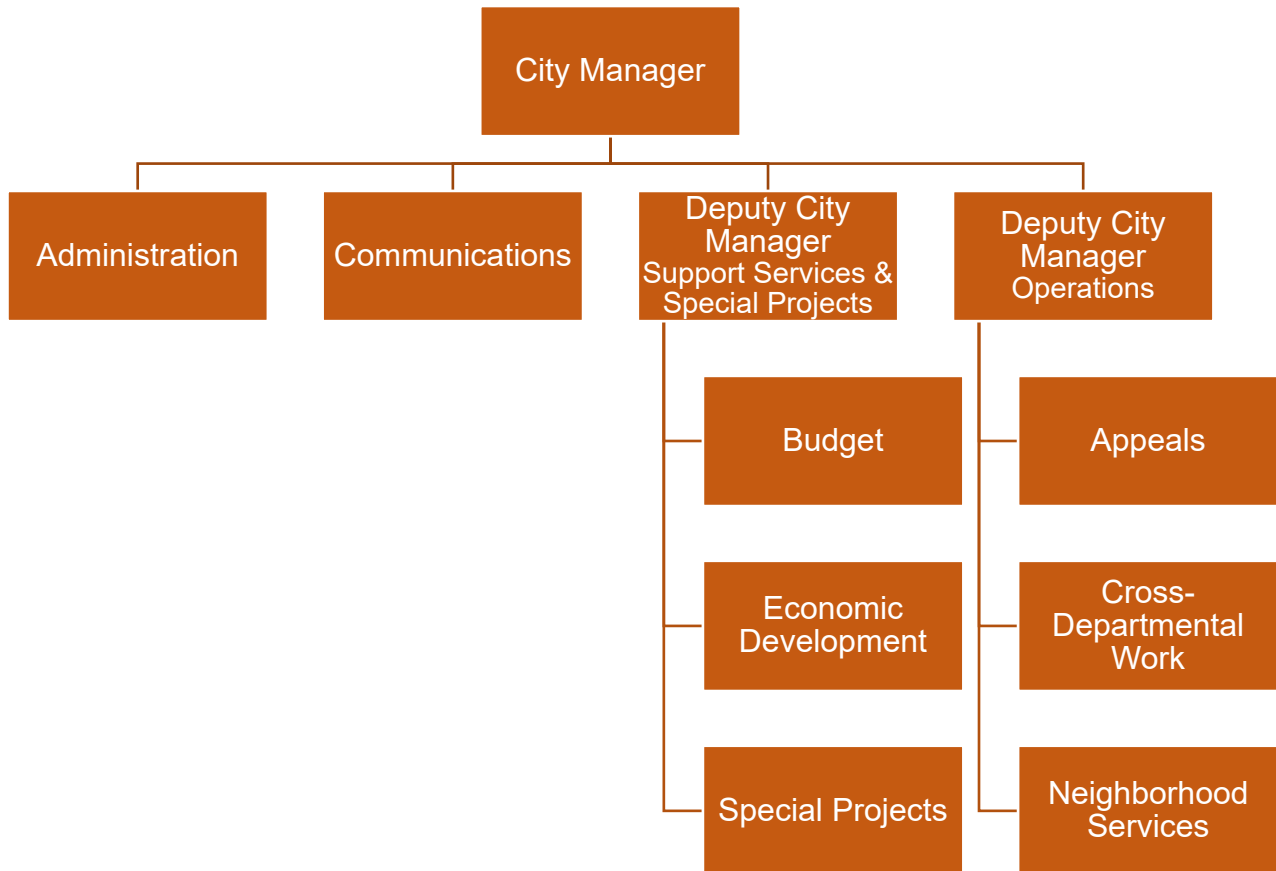 City Manager
Administration
Communications
Deputy City
Manager
Support Services &
Special Projects
Deputy City
Manager
Operations
Budget
Economic
Development
Special Projects
Appeals
Cross-
Departmental
Work
Neighborhood
Services